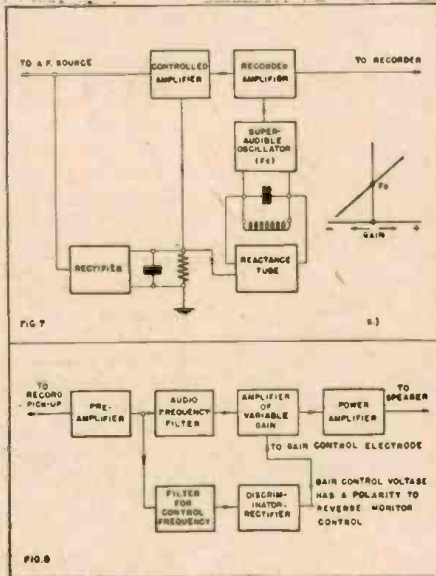 TO A.F. SOURCE
CONTROLLED
AMPLIFIER
RECORDER
AMPLIFIER
TO RECORDER
SUPER-
AUDIBLE
OSCILLATOR
(Fc)
Fo
GAIN
+
RECTIFIER
REACTANCE
TUBE
FIG. 7
TO
RECORD
PICK-UP
PRE-
AMPLIFIER
AUDIO
FREQUENCY
FILTER
AMPLIFIER
OF
VARIABLE
GAIN
POWER
AMPLIFIER
TO
SPEAKER
TO GAIN CONTROL ELECTRODE
FILTER
FOR
CONTROL
FREQUENCY
DISCRIM-
INATOR-
RECTIFIER
GAIN CONTROL VOLTAGE
HAS A POLARITY TO
REVERSE MONITOR
CONTROL
FIG. 8